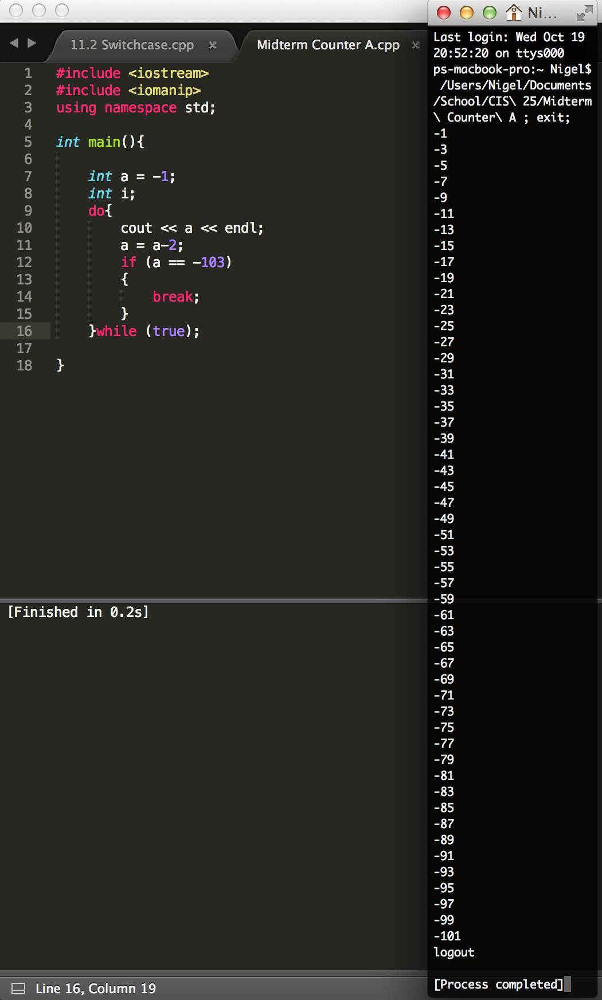 11.2 Switchcase.cpp ×
Midterm Counter A.cpp ×
1 #include <iostream>
2 #include <iomanip>
3 using namespace std;
4
5 int main(){
6
7     int a = -1;
8     int i;
9     do{
10         cout << a << endl;
11         a = a-2;
12         if (a == -103)
13         {
14             break;
15         }
16     }while (true);
17
18 }
[Finished in 0.2s]
Line 16, Column 19
Ni...
Last login: Wed Oct 19
20:52:20 on ttys000
ps-macbook-pro:~ Nigel$
/Users/Nigel/Documents
/School/CIS\ 25/Midterm
\ Counter\ A ; exit;
-1
-3
-5
-7
-9
-11
-13
-15
-17
-19
-21
-23
-25
-27
-29
-31
-33
-35
-37
-39
-41
-43
-45
-47
-49
-51
-53
-55
-57
-59
-61
-63
-65
-67
-69
-71
-73
-75
-77
-79
-81
-83
-85
-87
-89
-91
-93
-95
-97
-99
-101
logout
[Process completed]